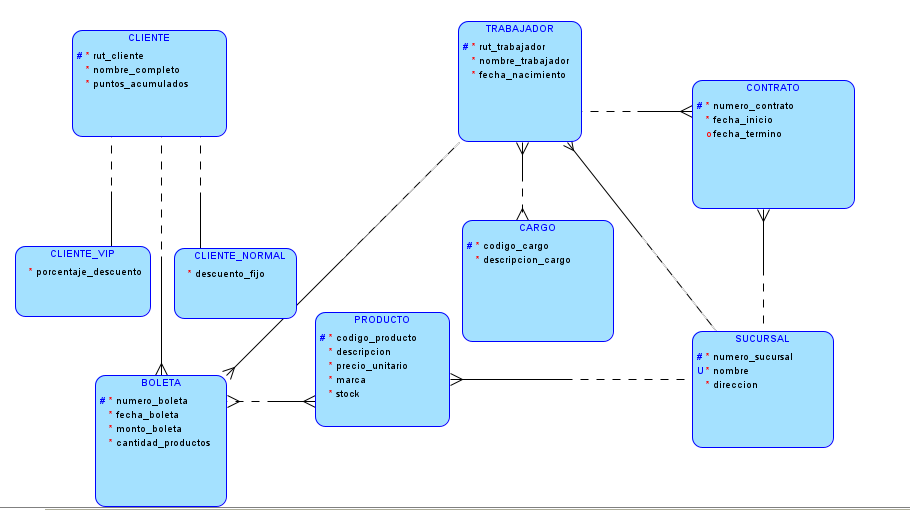 CLIENTE
# * rut_cliente
* nombre_completo
* puntos_acumulados
TRABAJADOR
# * rut_trabajador
* nombre_trabajador
* fecha_nacimiento
CONTRATO
# * numero_contrato
* fecha_inicio
o fecha_termino
CLIENTE_VIP
* porcentaje_descuento
CLIENTE_NORMAL
* descuento_fijo
CARGO
# * codigo_cargo
* descripcion_cargo
PRODUCTO
# * codigo_producto
* descripcion
* precio_unitario
* marca
* stock
SUCURSAL
# * numero_sucursal
U * nombre
* direccion
BOLETA
# * numero_boleta
* fecha_boleta
* monto_boleta
* cantidad_productos